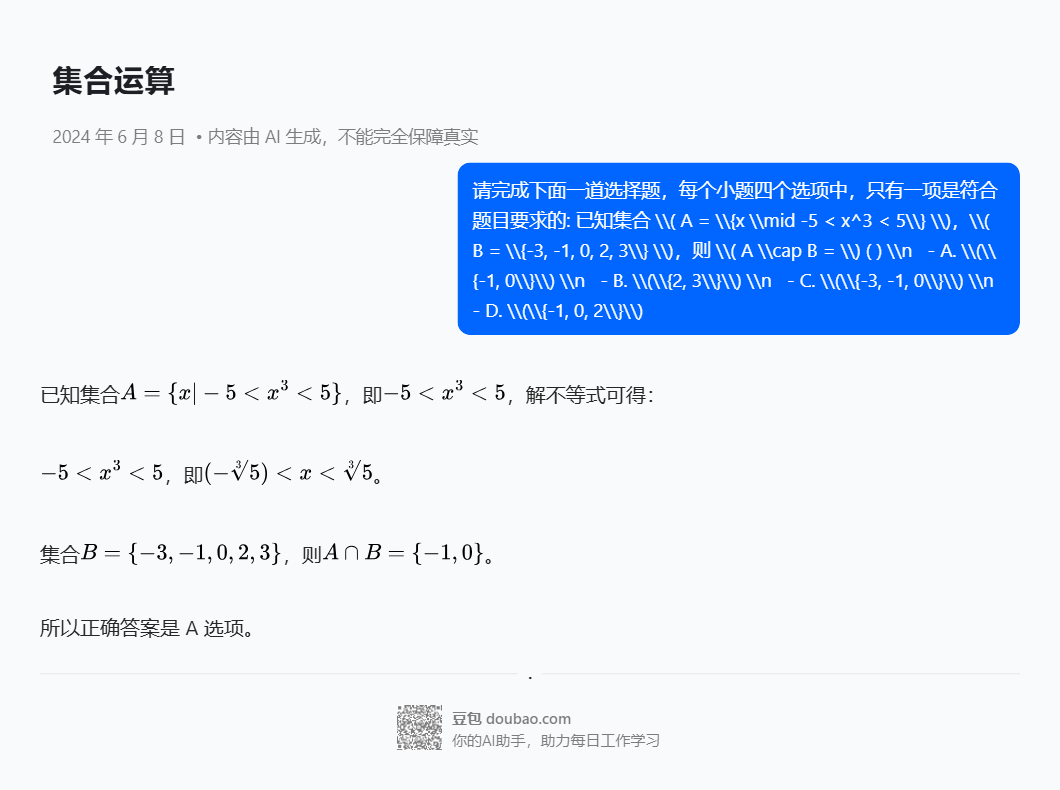 集合运算
2024 年 6 月 8 日 • 内容由 AI 生成，不能完全保障真实
请完成下面一道选择题，每个小题四个选项中，只有一项是符合
题目要求的: 已知集合 \\( A = \\{x \\mid -5 < x^3 < 5\\} \\)，\\(
B = \\{-3, -1, 0, 2, 3\\} \\)，则 \\( A \\cap B = \\) ( ) \\n   - A. \\(\\
{-1, 0\\}\\) \\n   - B. \\(\\{2, 3\\}\\) \\n   - C. \\(\\{-3, -1, 0\\}\\) \\n
- D. \\(\\{-1, 0, 2\\}\\)
已知集合$A = \{x| - 5 < x^3 < 5\}$，即$-5 < x^3 < 5$，解不等式可得：
$-5 < x^3 < 5$，即$(-\sqrt[3]{5}) < x < \sqrt[3]{5}$。
集合$B = \{-3, -1, 0, 2, 3\}$，则$A \cap B = \{-1, 0\}$。
所以正确答案是 A 选项。
豆包 doubao.com
你的AI助手，助力每日工作学习